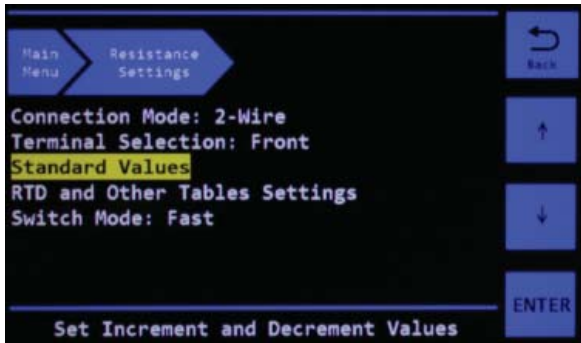 Main
Menu
Resistance
Settings
Back
Connection Mode: 2-Wire
Terminal Selection: Front
Standard Values
RTD and Other Tables Settings
Switch Mode: Fast
ENTER
Set Increment and Decrement Values